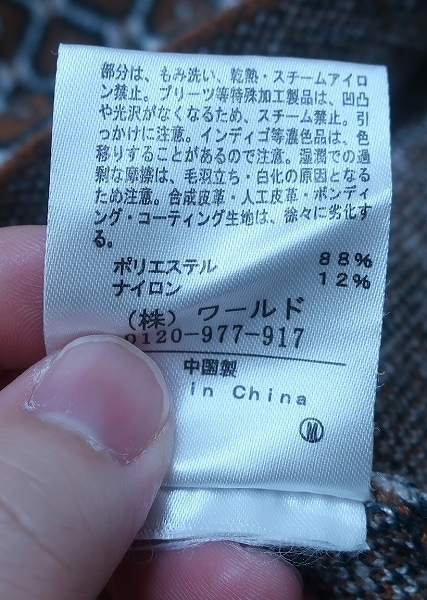 部分は、もみ洗い、乾熱・スチームアイロ
ン禁止。プリーツ等特殊加工製品は、凹凸
や光沢がなくなるため、スチーム禁止。引
っかけに注意。インディゴ等濃色品は、色
移りすることがあるので注意。湿潤での過
剰な摩擦は、毛羽立ち・白化の原因となる
ため注意。合成皮革・人工皮革・ボンディ
ング・コーティング生地は、徐々に劣化す
る。
ポリエステル 88%
ナイロン 12%
(株) ワールド
0120-977-917
中国製
in China
M